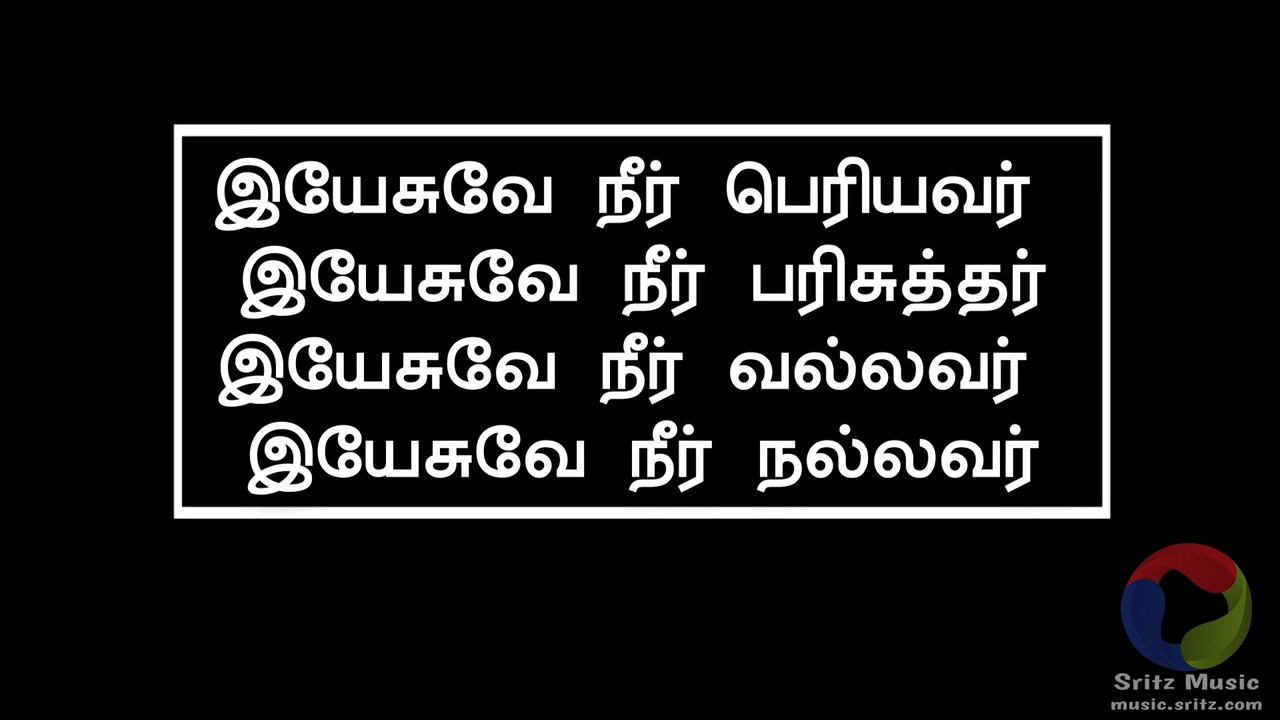 இயேசுவே நீர் பெரியவர்
இயேசுவே நீர் பரிசுத்தர்
இயேசுவே நீர் வல்லவர்
இயேசுவே நீர் நல்லவர்
Sritz Music
music.sritz.com